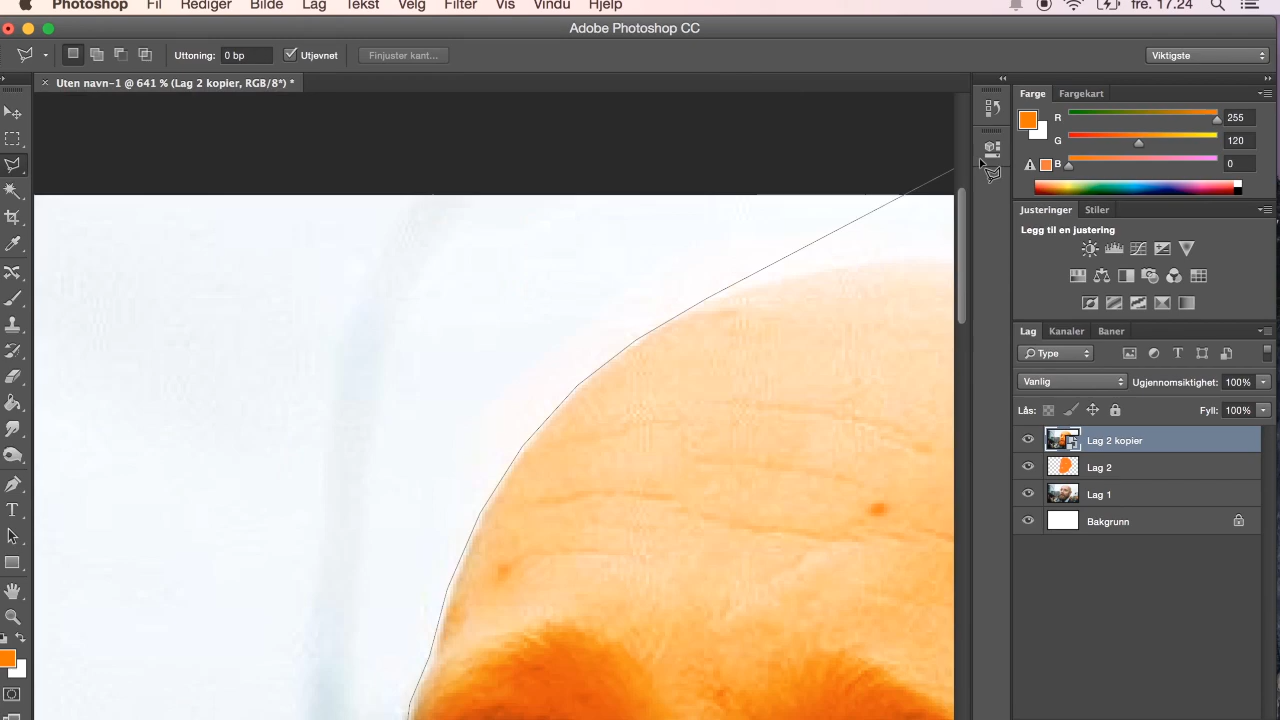 Photoshop Fil Rediger Bilde Lag Tekst Velg Filter Vis Vindu Hjelp fre. 17.24
Adobe Photoshop CC
Uttoning: 0 bp Utjevnet Finjuster kant... Viktigste
× Uten navn-1 @ 641 % (Lag 2 kopier, RGB/8*) *
Farge Fargekart
R 255
G 120
B 0
Justeringer Stiler
Legg til en justering
Lag Kanaler Baner
Type
Vanlig Ugjennomsiktighet: 100%
Lås: Fyll: 100%
Lag 2 kopier
Lag 2
Lag 1
Bakgrunn